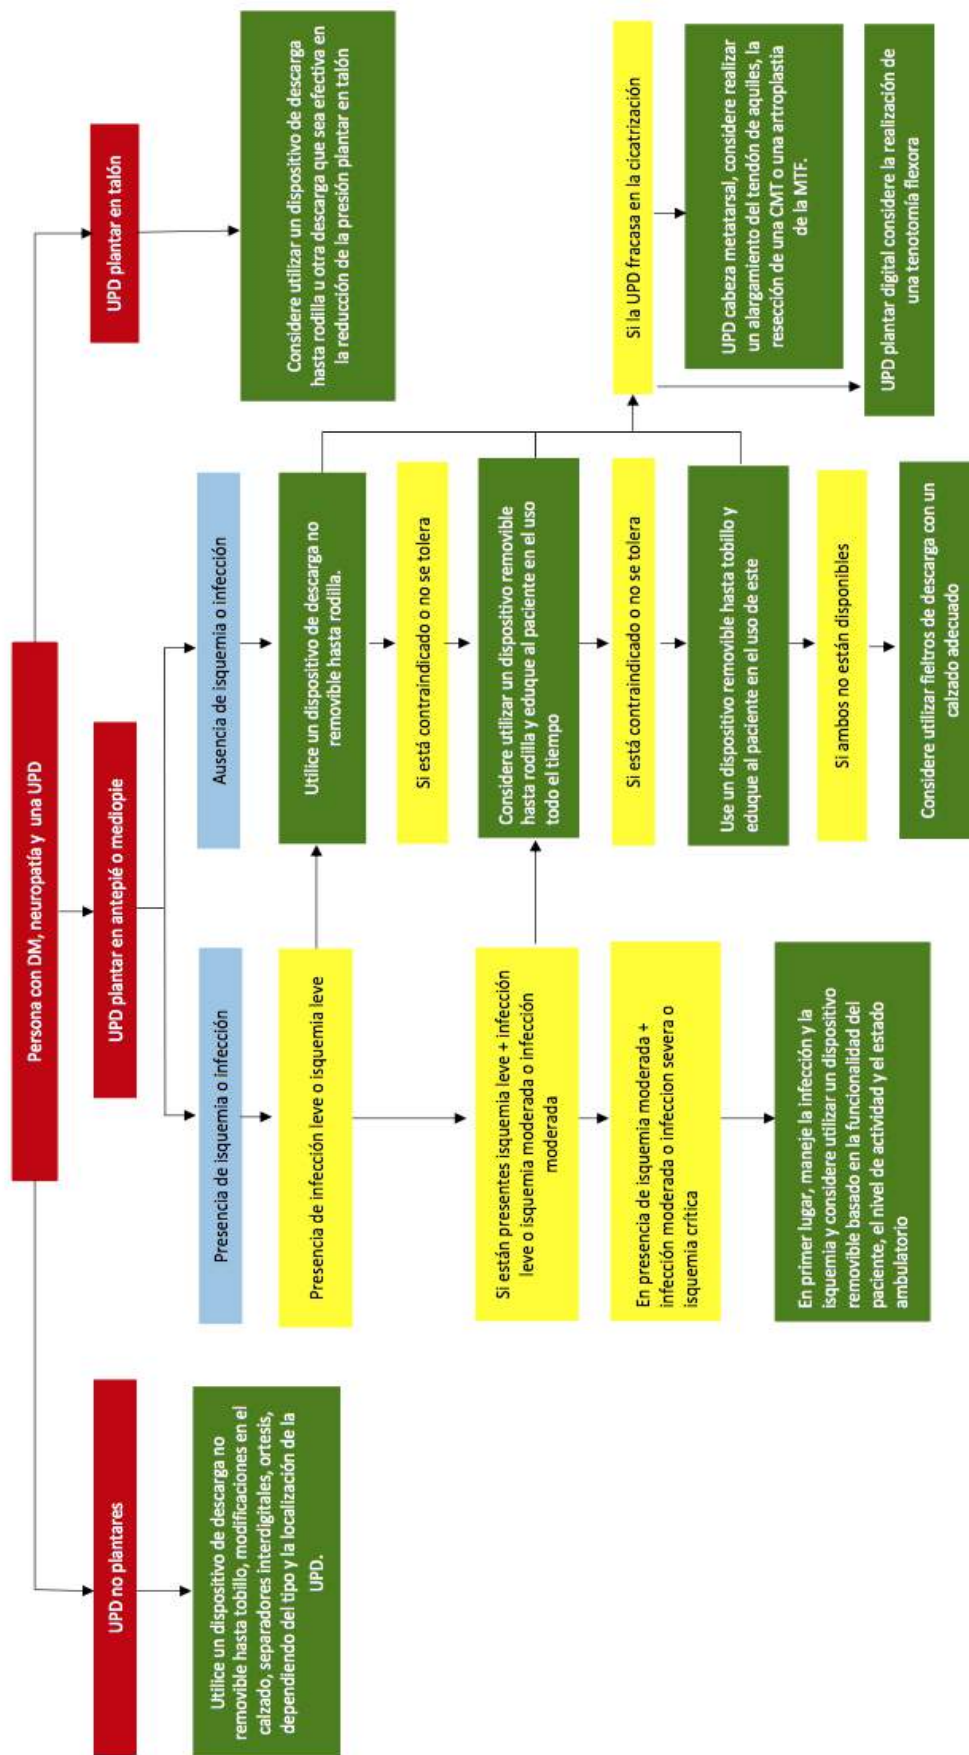 Persona con DM, neuropatía y una UPD
UPD no plantares
Utilice un dispositivo de descarga no
removible hasta tobillo, modificaciones en el
calzado, separadores interdigitales, ortesis,
dependiendo del tipo y la localización de la
UPD.
UPD plantar en antepié o mediopie
Presencia de isquemia o infección
Presencia de infección leve o isquemia leve
Si están presentes isquemia leve + infección
leve o isquemia moderada o infección
moderada
En presencia de isquemia moderada +
infección moderada o infeccion severa o
isquemia crítica
En primer lugar, maneje la infección y la
isquemia y considere utilizar un dispositivo
removible basado en la funcionalidad del
paciente, el nivel de actividad y el estado
ambulatorio
Ausencia de isquemia o infección
Utilice un dispositivo de descarga no
removible hasta rodilla.
Si está contraindicado o no se tolera
Considere utilizar un dispositivo removible
hasta rodilla y eduque al paciente en el uso
todo el tiempo
Si está contraindicado o no se tolera
Use un dispositivo removible hasta tobillo y
eduque al paciente en el uso de este
Si ambos no están disponibles
Considere utilizar fieltros de descarga con un
calzado adecuado
UPD plantar en talón
Considere utilizar un dispositivo de descarga
hasta rodilla u otra descarga que sea efectiva en
la reducción de la presión plantar en talón
Si la UPD fracasa en la cicatrización
UPD cabeza metatarsal, considere realizar
un alargamiento del tendón de aquiles, la
resección de una CMT o una artroplastia
de la MTF.
UPD plantar digital considere la realización de
una tenotomía flexora